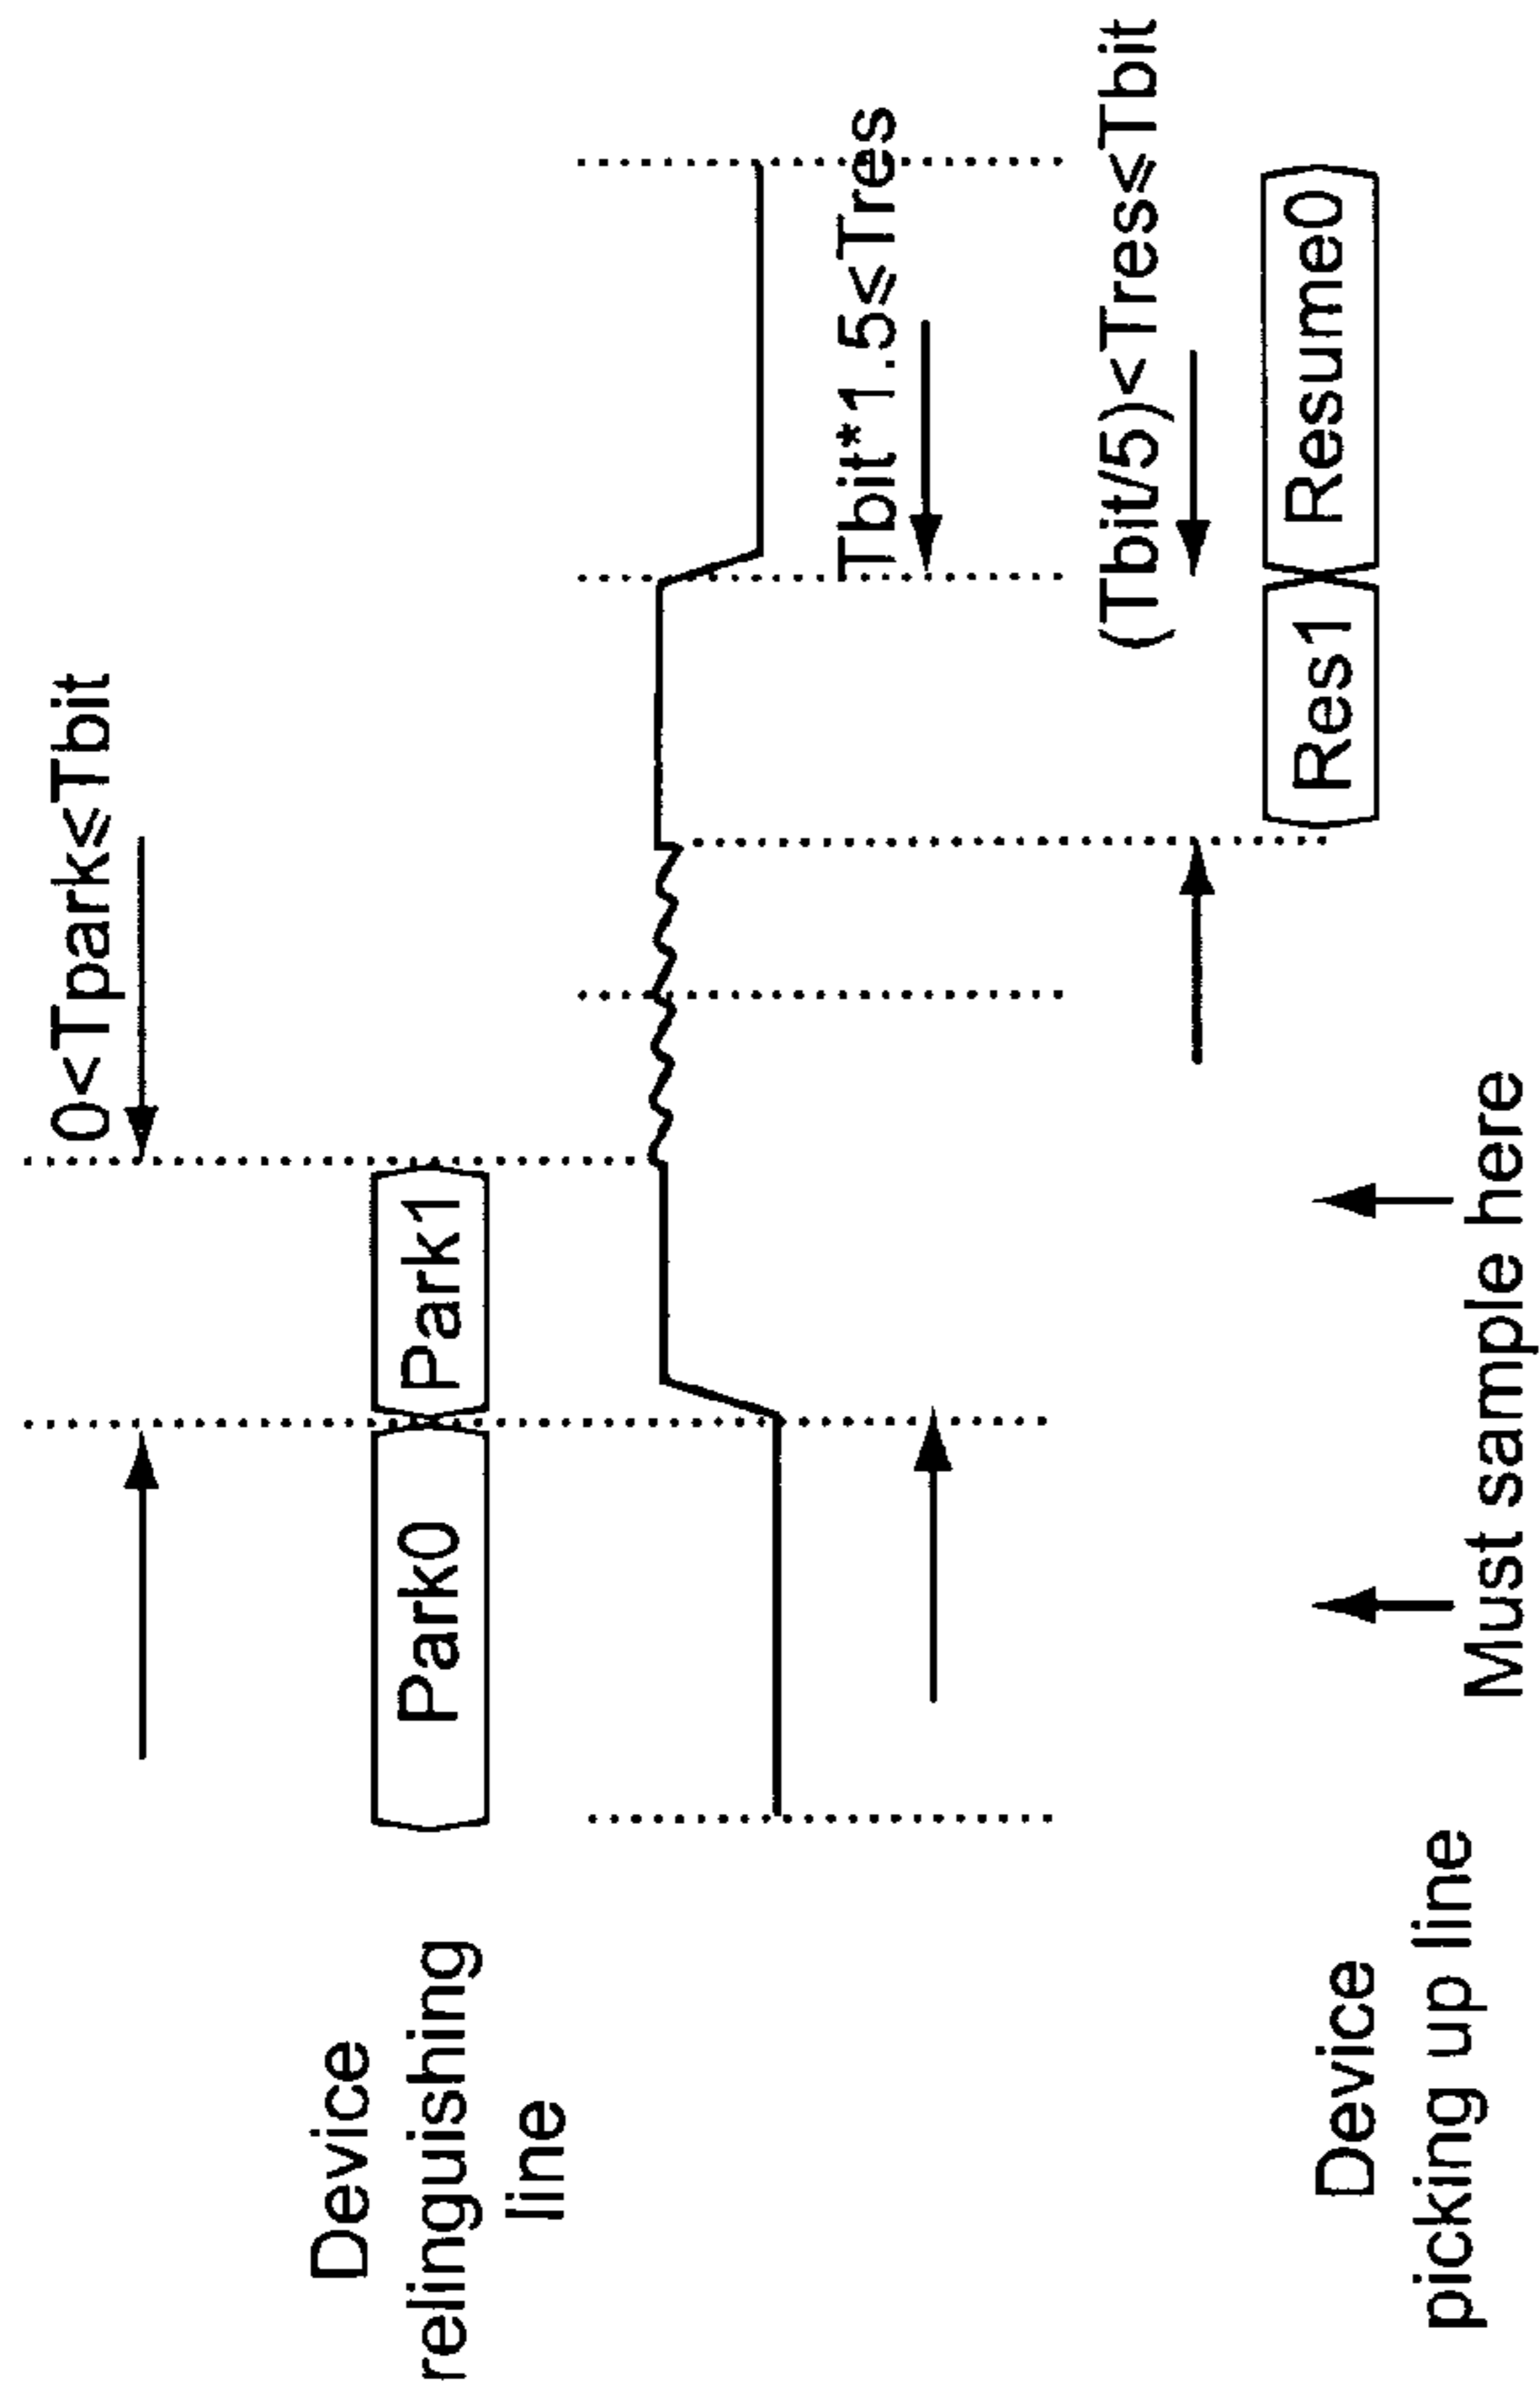 0<Tpark≤Tbit
Device
relinguishing
line
Park0
Park1
Tbit*1.5≤Tres
(Tbit/5)<Tres≤Tbit
Device
picking up line
Res1
Resume0
Must sample here